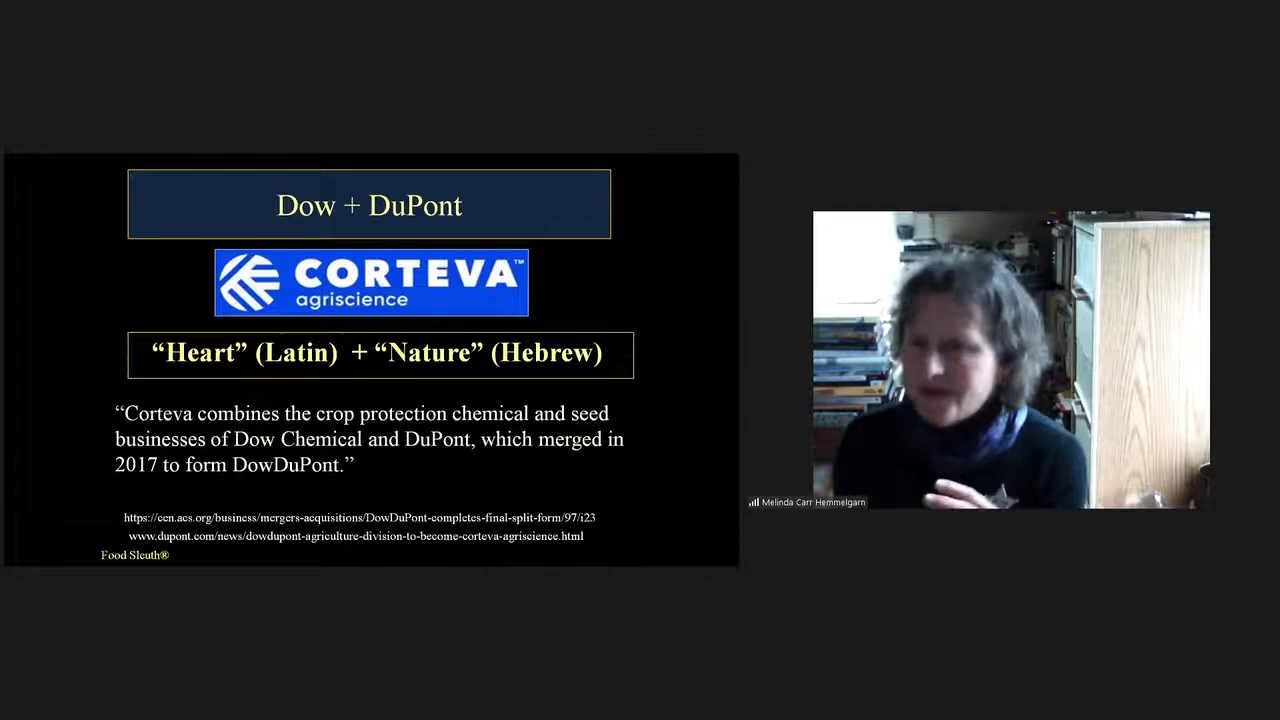 Dow + DuPont
CORTEVA™
agriscience
“Heart” (Latin) + “Nature” (Hebrew)
“Corteva combines the crop protection chemical and seed
businesses of Dow Chemical and DuPont, which merged in
2017 to form DowDuPont.”
https://cen.acs.org/business/mergers-acquisitions/DowDuPont-completes-final-split-form/97/i23
www.dupont.com/news/dowdupont-agriculture-division-to-become-corteva-agriscience.html
Food Sleuth®
Melinda Carr Hemmelgarn